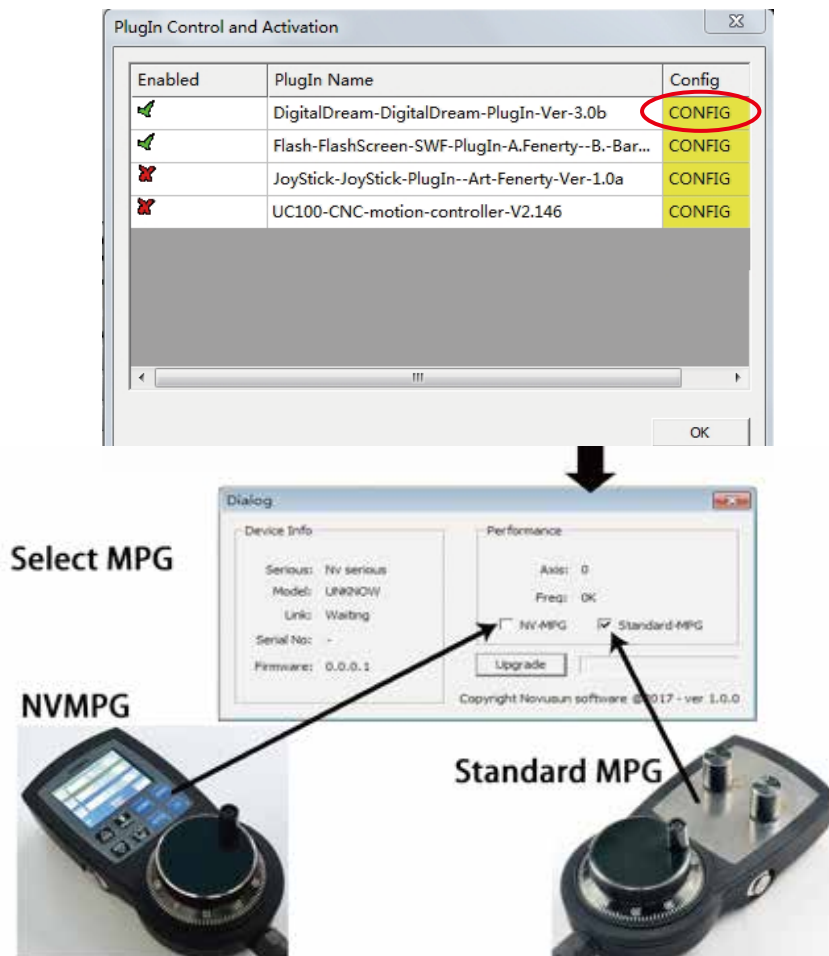 PlugIn Control and Activation
Enabled PlugIn Name Config
DigitalDream-DigitalDream-PlugIn-Ver-3.0b CONFIG
Flash-FlashScreen-SWF-PlugIn-A.Fenerty--B.-Bar... CONFIG
JoyStick-JoyStick-PlugIn--Art-Fenerty-Ver-1.0a CONFIG
UC100-CNC-motion-controller-V2.146 CONFIG
OK
Dialog
Device Info
Performance
Select MPG
Serious: Nv serious
Axis: 0
Model: UNKNOW
Freq: 0K
Link: Waiting
NV-MPG Standard-MPG
Serial No: -
Firmware: 0.0.0.1
Upgrade
Copyright Novusun software @2017 - ver 1.0.0
NVMPG
Standard MPG